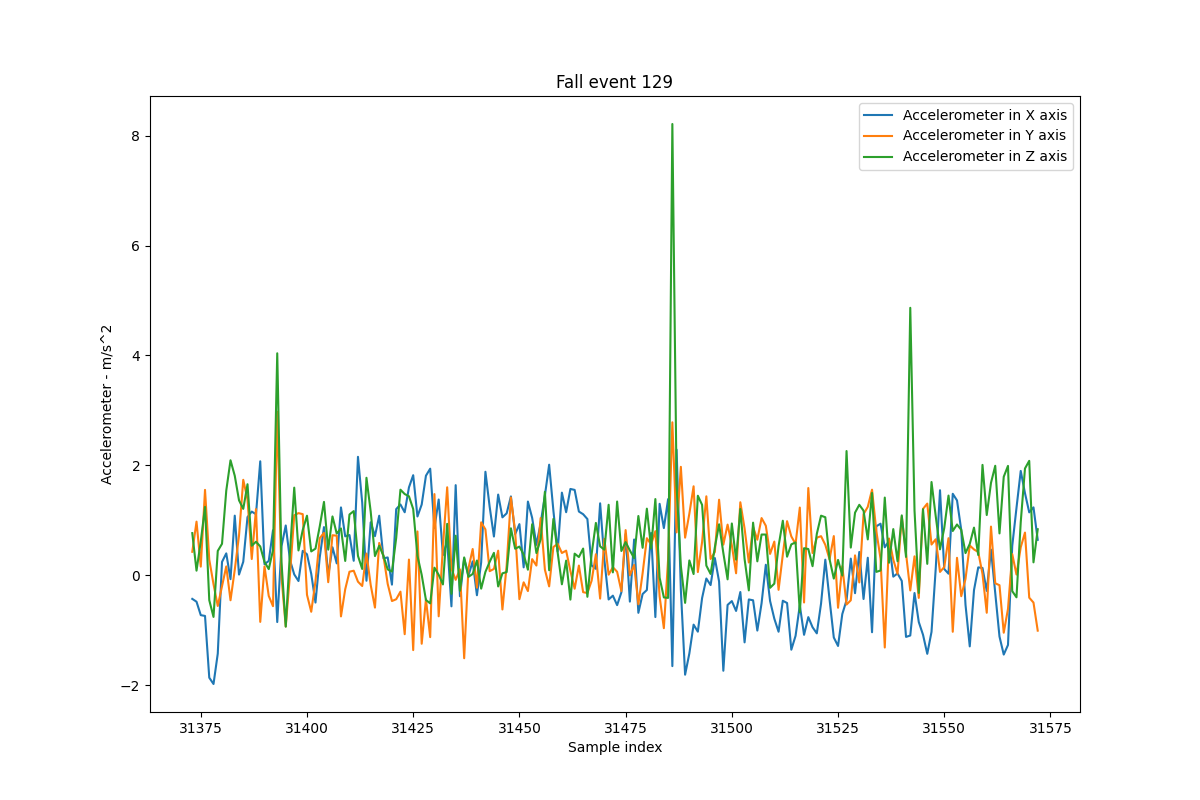 Fall event 129
Accelerometer in X axis
Accelerometer in Y axis
Accelerometer in Z axis
Accelerometer - m/s^2
8
6
4
2
0
−2
31375 31400 31425 31450 31475 31500 31525 31550 31575
Sample index